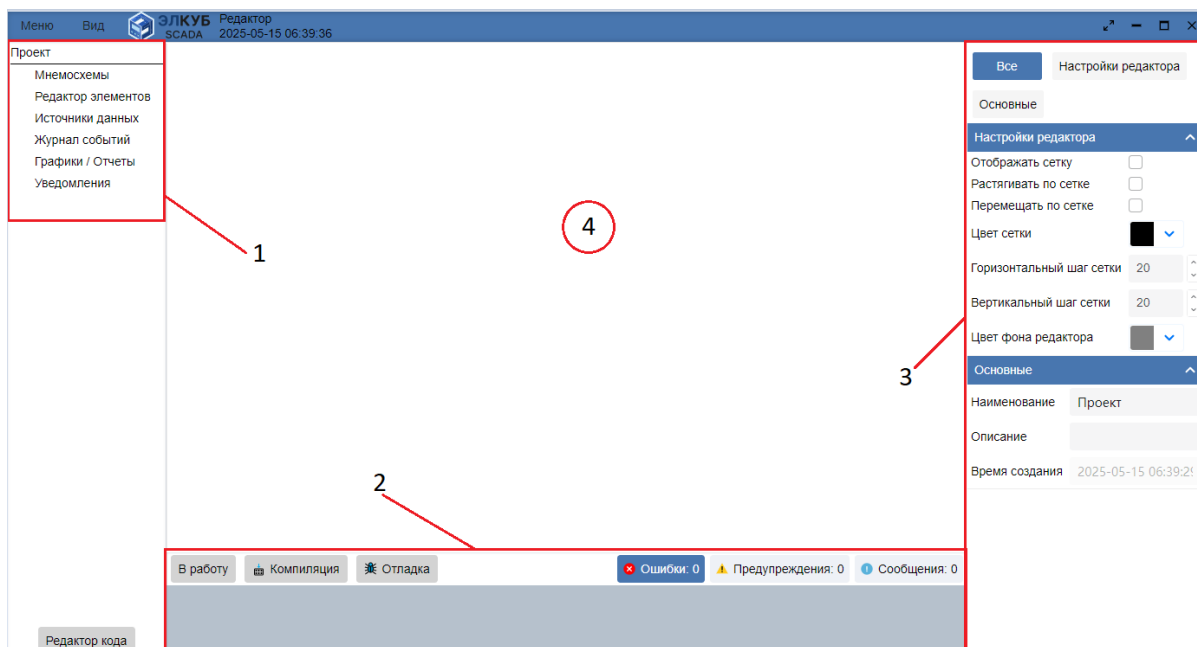 Меню Вид ЭЛКУБ Редактор
SCADA 2025-05-15 06:39:36
Проект
Мнемосхемы
Редактор элементов
Источники данных
Журнал событий
Графики / Отчеты
Уведомления
1
4
2
3
Все Настройки редактора
Основные
Настройки редактора
Отображать сетку
Растягивать по сетке
Перемещать по сетке
Цвет сетки
Горизонтальный шаг сетки 20
Вертикальный шаг сетки 20
Цвет фона редактора
Основные
Наименование Проект
Описание
Время создания 2025-05-15 06:39:29
В работу Компиляция Отладка Ошибки: 0 Предупреждения: 0 Сообщения: 0
Редактор кода